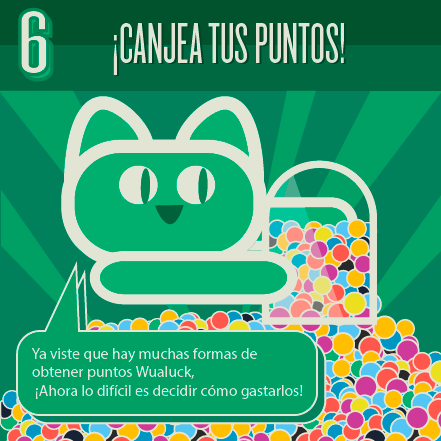 6
¡CANJEA TUS PUNTOS!
Ya viste que hay muchas formas de
obtener puntos Wualuck,
¡Ahora lo difícil es decidir cómo gastarlos!